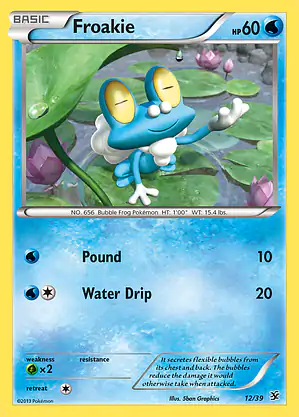 BASIC
Froakie
HP60
NO. 656 Bubble Frog Pokémon. HT: 1'00" WT: 15.4 lbs.
Pound 10
Water Drip 20
weakness
resistance
×2
It secretes flexible bubbles from
its chest and back. The bubbles
reduce the damage it would
otherwise take when attacked.
retreat
Illus. 5ban Graphics
12/39
©2013 Pokémon